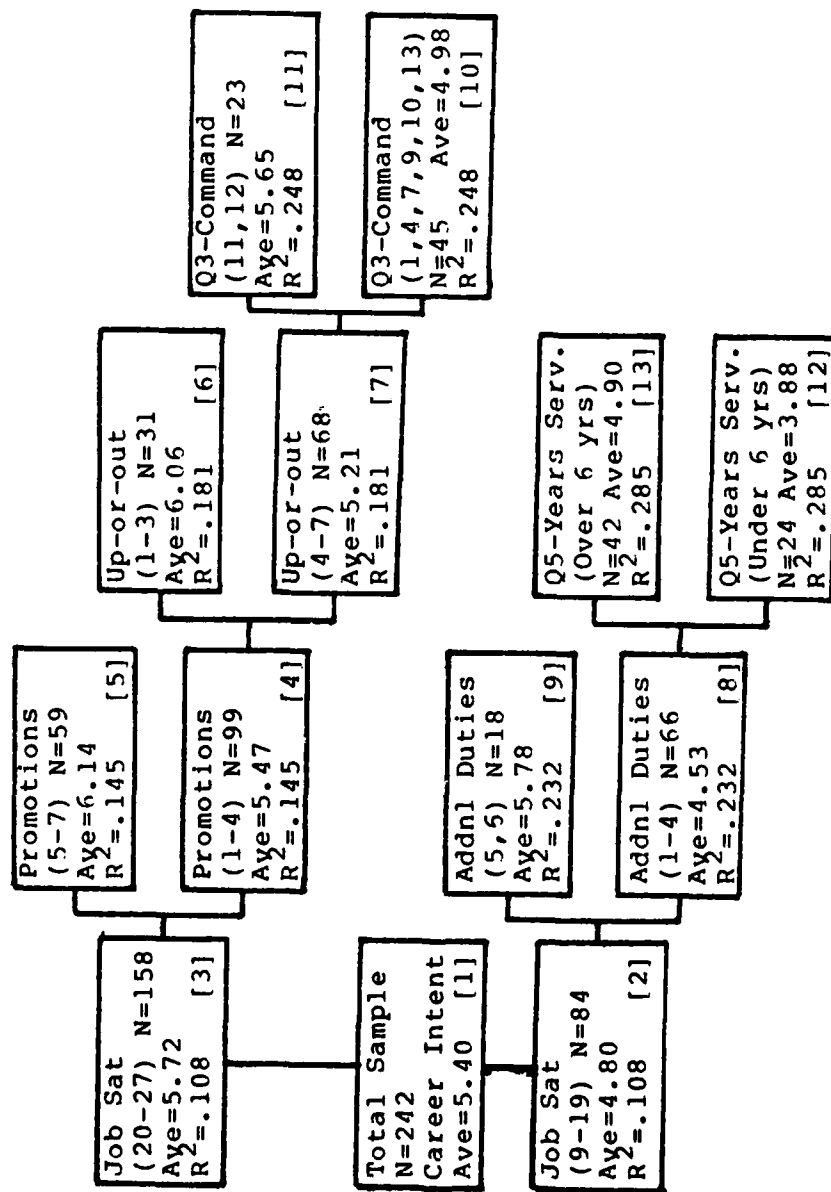 Job Sat
(20-27) N=158
Ave=5.72
R²=.108 [3]
Total Sample
N=242
Career Intent
Ave=5.40 [1]
Job Sat
(9-19) N=84
Ave=4.80
R²=.108 [2]
Promotions
(5-7) N=59
Ave=6.14
R²=.145 [5]
Promotions
(1-4) N=99
Ave=5.47
R²=.145 [4]
Addnl Duties
(5,6) N=18
Ave=5.78
R²=.232 [9]
Addnl Duties
(1-4) N=66
Ave=4.53
R²=.232 [8]
Up-or-out
(1-3) N=31
Ave=6.06
R²=.181 [6]
Up-or-out
(4-7) N=68
Ave=5.21
R²=.181 [7]
Q5-Years Serv.
(Over 6 yrs)
N=42 Ave=4.90
R²=.285 [13]
Q5-Years Serv.
(Under 6 yrs)
N=24 Ave=3.88
R²=.285 [12]
Q3-Command
(11,12) N=23
Ave=5.65
R²=.248 [11]
Q3-Command
(1,4,7,9,10,13)
N=45 Ave=4.98
R²=.248 [10]